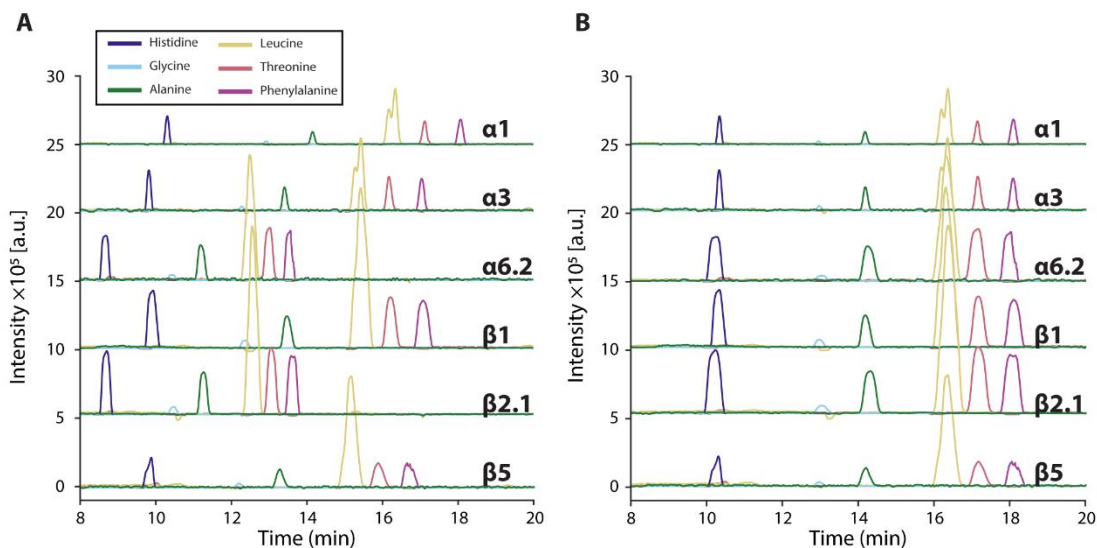 A
B
Histidine
Glycine
Alanine
Leucine
Threonine
Phenylalanine
Intensity ×10⁵ [a.u.]
30
25
20
15
10
5
0
α1
α3
α6.2
β1
β2.1
β5
8 10 12 14 16 18 20
Time (min)
Intensity ×10⁵ [a.u.]
30
25
20
15
10
5
0
α1
α3
α6.2
β1
β2.1
β5
8 10 12 14 16 18 20
Time (min)